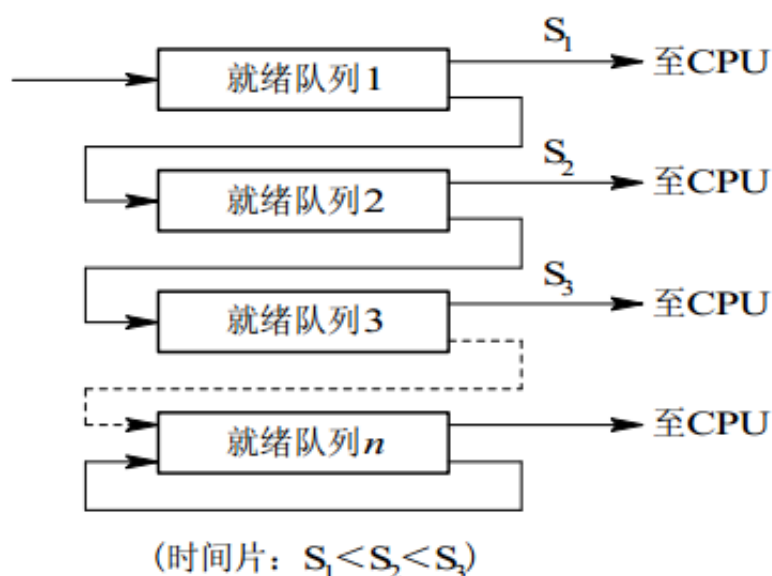 S₁
就绪队列1 至CPU
S₂
就绪队列2 至CPU
S₃
就绪队列3 至CPU
就绪队列n 至CPU
(时间片：S₁＜S₂＜S₃)